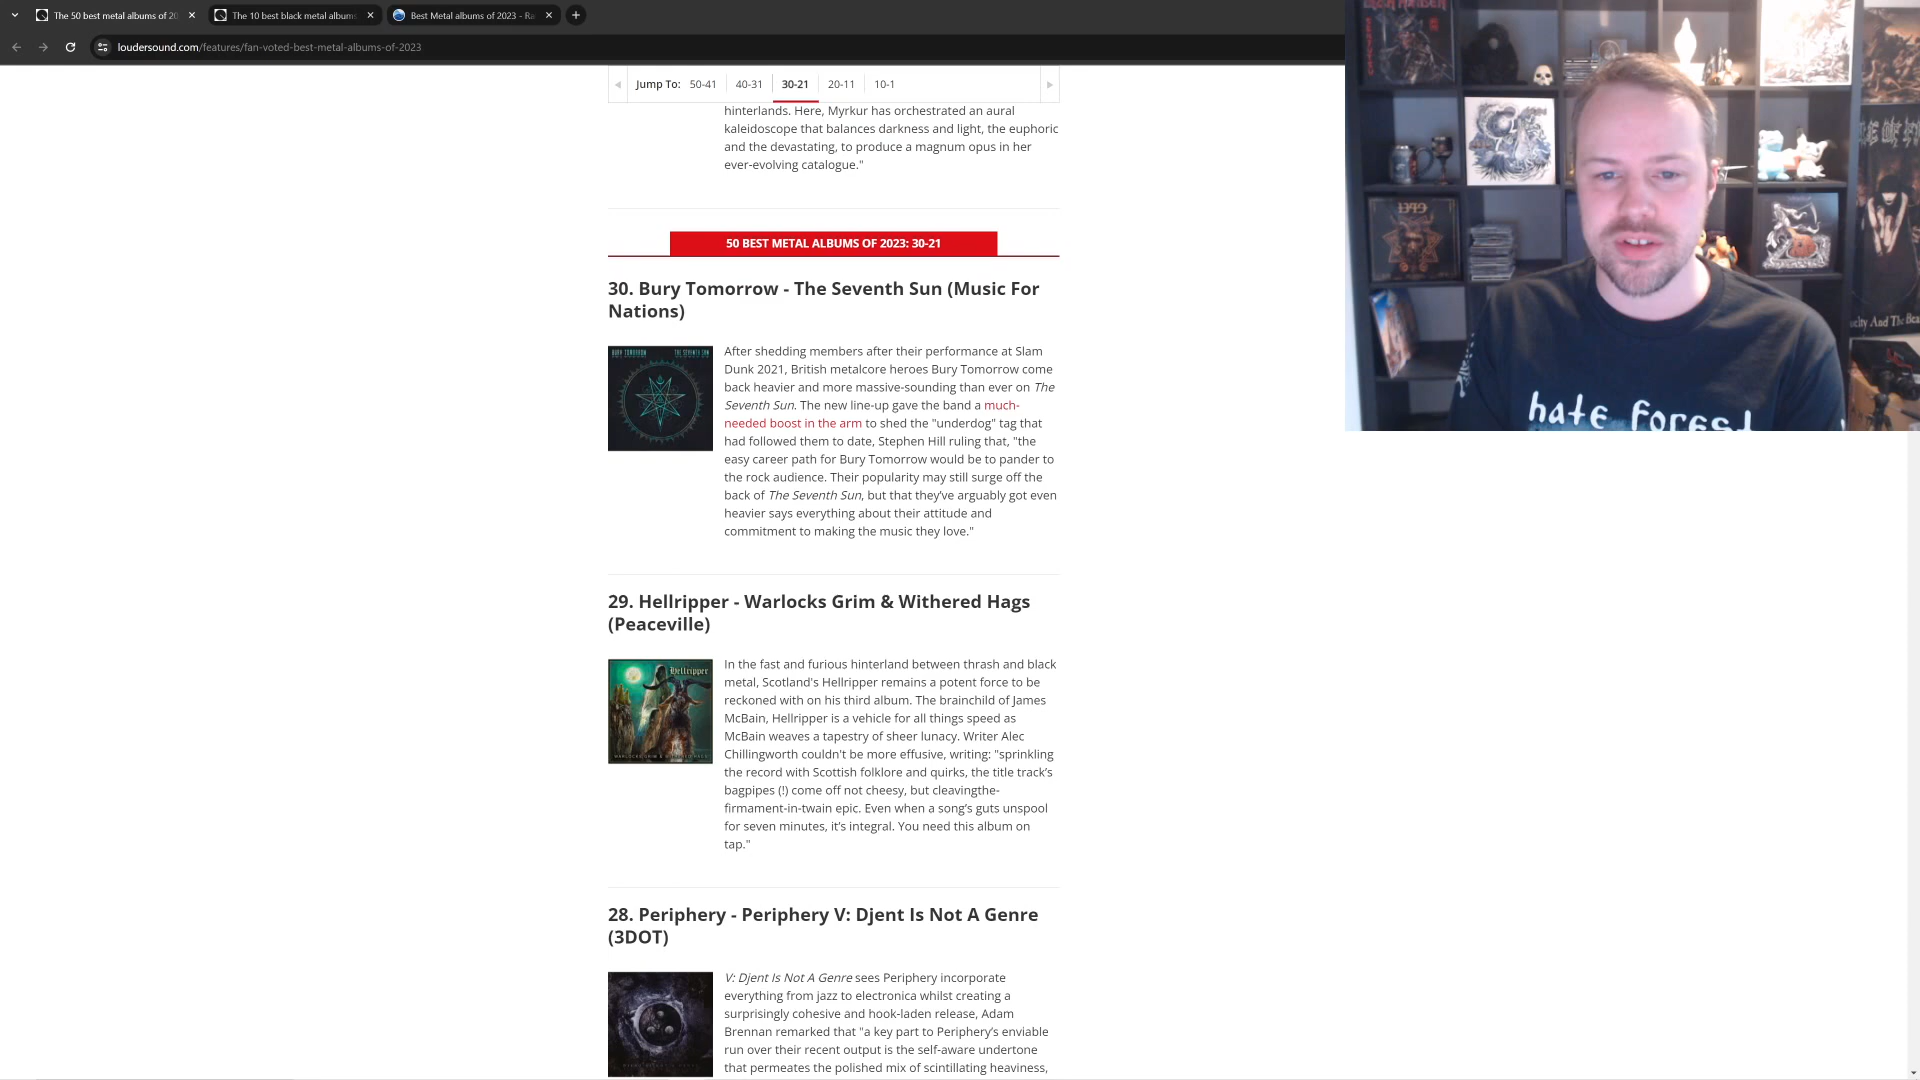 The 50 best metal albums of 20
The 10 best black metal albums
Best Metal albums of 2023 - Ra
loudersound.com/features/fan-voted-best-metal-albums-of-2023
Jump To: 50-41 40-31 30-21 20-11 10-1
hinterlands. Here, Myrkur has orchestrated an aural
kaleidoscope that balances darkness and light, the euphoric
and the devastating, to produce a magnum opus in her
ever-evolving catalogue."
50 BEST METAL ALBUMS OF 2023: 30-21
30. Bury Tomorrow - The Seventh Sun (Music For
Nations)
BURY TOMORROW THE SEVENTH SUN
After shedding members after their performance at Slam
Dunk 2021, British metalcore heroes Bury Tomorrow come
back heavier and more massive-sounding than ever on The
Seventh Sun. The new line-up gave the band a much-
needed boost in the arm to shed the "underdog" tag that
had followed them to date, Stephen Hill ruling that, "the
easy career path for Bury Tomorrow would be to pander to
the rock audience. Their popularity may still surge off the
back of The Seventh Sun, but that they’ve arguably got even
heavier says everything about their attitude and
commitment to making the music they love."
29. Hellripper - Warlocks Grim & Withered Hags
(Peaceville)
Hellripper
In the fast and furious hinterland between thrash and black
metal, Scotland's Hellripper remains a potent force to be
reckoned with on his third album. The brainchild of James
McBain, Hellripper is a vehicle for all things speed as
McBain weaves a tapestry of sheer lunacy. Writer Alec
Chillingworth couldn't be more effusive, writing: "sprinkling
the record with Scottish folklore and quirks, the title track’s
bagpipes (!) come off not cheesy, but cleavingthe-
firmament-in-twain epic. Even when a song’s guts unspool
for seven minutes, it’s integral. You need this album on
tap."
28. Periphery - Periphery V: Djent Is Not A Genre
(3DOT)
V: Djent Is Not A Genre sees Periphery incorporate
everything from jazz to electronica whilst creating a
surprisingly cohesive and hook-laden release, Adam
Brennan remarked that "a key part to Periphery’s enviable
run over their recent output is the self-aware undertone
that permeates the polished mix of scintillating heaviness,
1349
elty And The Bea
hate forest